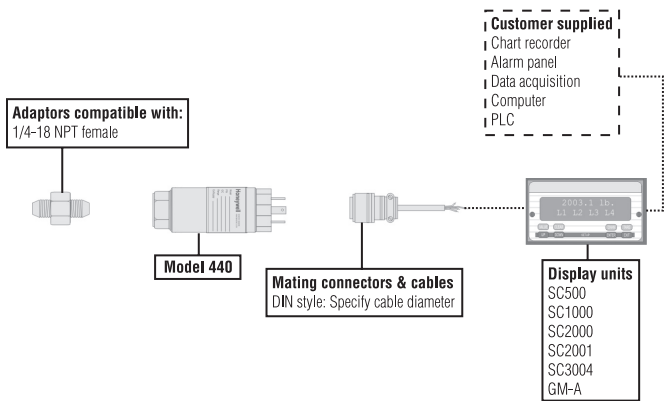 Customer supplied
Chart recorder
Alarm panel
Data acquisition
Computer
PLC
Adaptors compatible with:
1/4-18 NPT female
Honeywell
2003.1 lb.
L1 L2 L3 L4
Model 440
Mating connectors & cables
DIN style: Specify cable diameter
Display units
SC500
SC1000
SC2000
SC2001
SC3004
GM-A